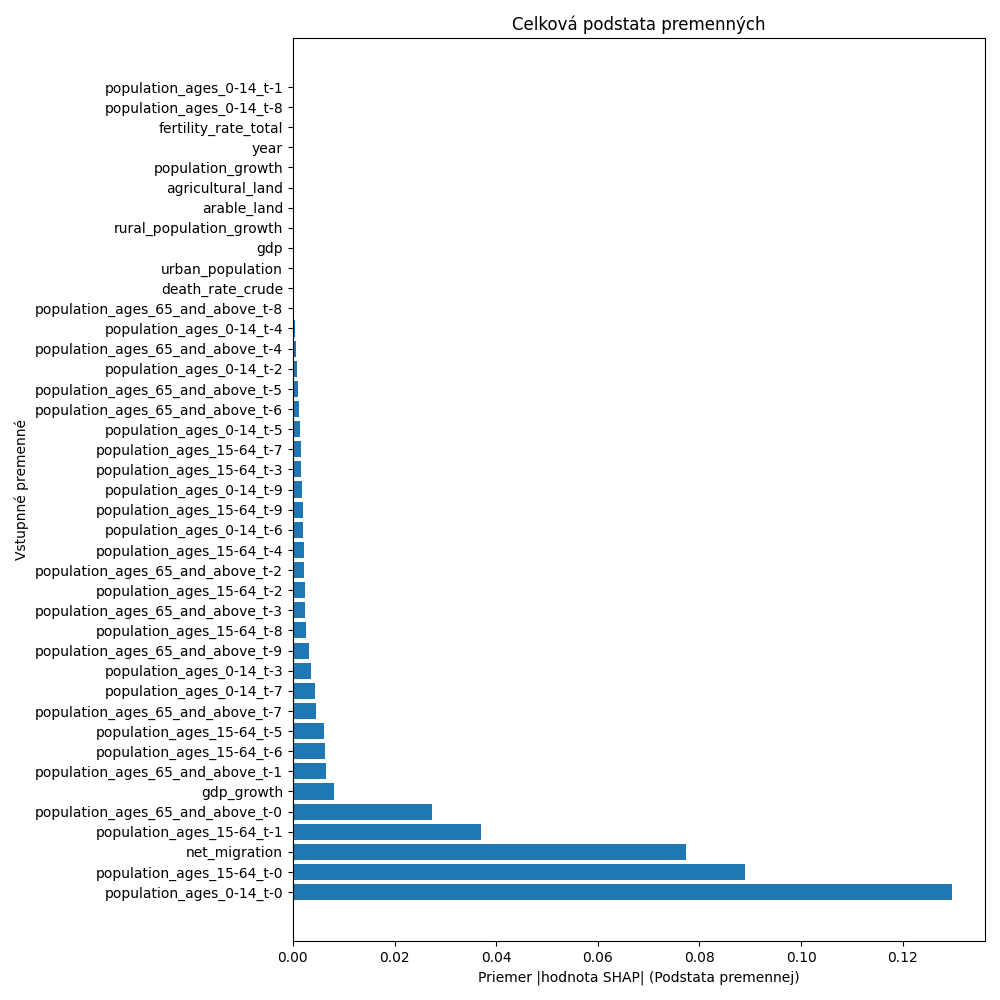 Celková podstata premenných
Vstupnné premenné
population_ages_0-14_t-1
population_ages_0-14_t-8
fertility_rate_total
year
population_growth
agricultural_land
arable_land
rural_population_growth
gdp
urban_population
death_rate_crude
population_ages_65_and_above_t-8
population_ages_0-14_t-4
population_ages_65_and_above_t-4
population_ages_0-14_t-2
population_ages_65_and_above_t-5
population_ages_65_and_above_t-6
population_ages_0-14_t-5
population_ages_15-64_t-7
population_ages_15-64_t-3
population_ages_0-14_t-9
population_ages_15-64_t-9
population_ages_0-14_t-6
population_ages_15-64_t-4
population_ages_65_and_above_t-2
population_ages_15-64_t-2
population_ages_65_and_above_t-3
population_ages_15-64_t-8
population_ages_65_and_above_t-9
population_ages_0-14_t-3
population_ages_0-14_t-7
population_ages_65_and_above_t-7
population_ages_15-64_t-5
population_ages_15-64_t-6
population_ages_65_and_above_t-1
gdp_growth
population_ages_65_and_above_t-0
population_ages_15-64_t-1
net_migration
population_ages_15-64_t-0
population_ages_0-14_t-0
0.00 0.02 0.04 0.06 0.08 0.10 0.12
Priemer |hodnota SHAP| (Podstata premennej)